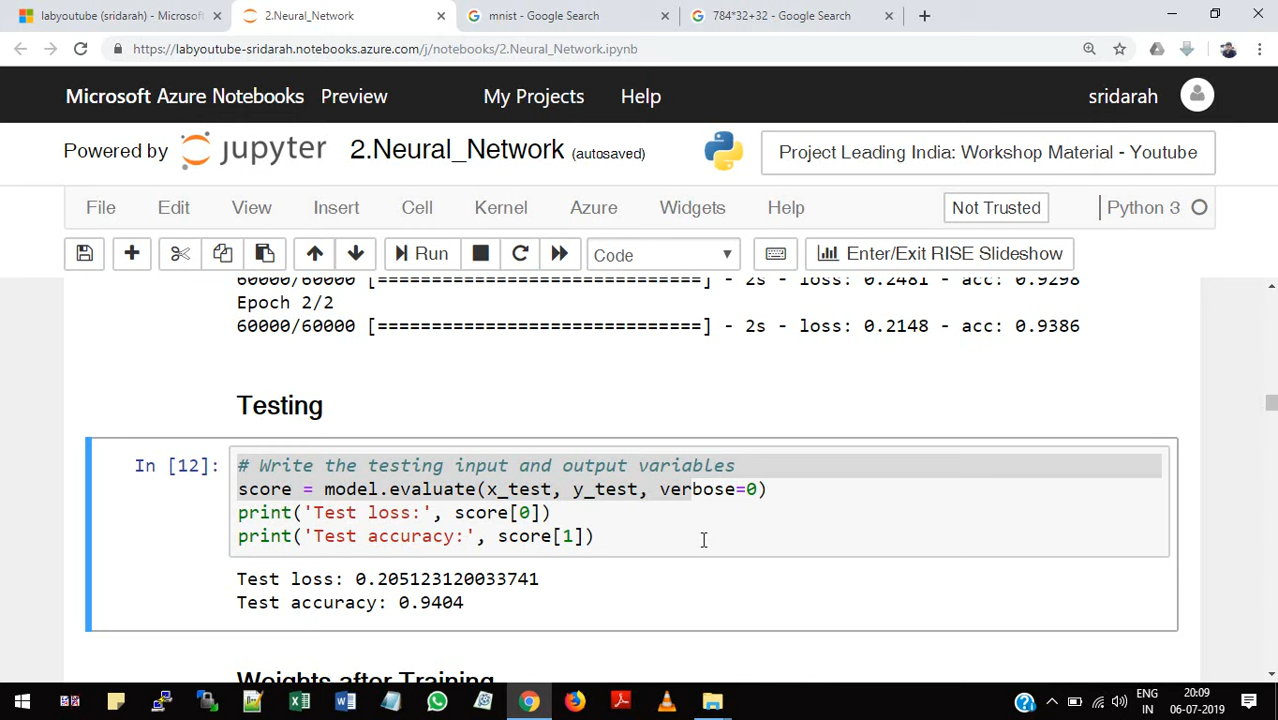 labyoutube (sridarah) - Microsoft
2.Neural_Network
mnist - Google Search
784*32+32 - Google Search
https://labyoutube-sridarah.notebooks.azure.com/j/notebooks/2.Neural_Network.ipynb
Microsoft Azure Notebooks Preview My Projects Help sridarah
Powered by jupyter 2.Neural_Network (autosaved) Project Leading India: Workshop Material - Youtube
File Edit View Insert Cell Kernel Azure Widgets Help Not Trusted Python 3
Run Code Enter/Exit RISE Slideshow
60000/60000 [==============================] - 2s - loss: 0.2481 - acc: 0.9298
Epoch 2/2
60000/60000 [==============================] - 2s - loss: 0.2148 - acc: 0.9386
Testing
In [12]: # Write the testing input and output variables
score = model.evaluate(x_test, y_test, verbose=0)
print('Test loss:', score[0])
print('Test accuracy:', score[1])
Test loss: 0.205123120033741
Test accuracy: 0.9404
Weights after Training
ENG 20:09
IN 06-07-2019